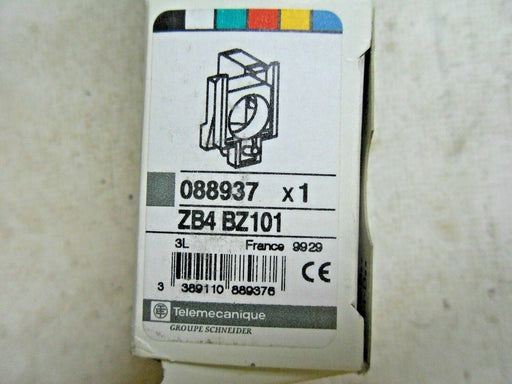 088937 x1
ZB4 BZ101
3L France 9929
3 389110 889376
CE
Telemecanique
GROUPE SCHNEIDER